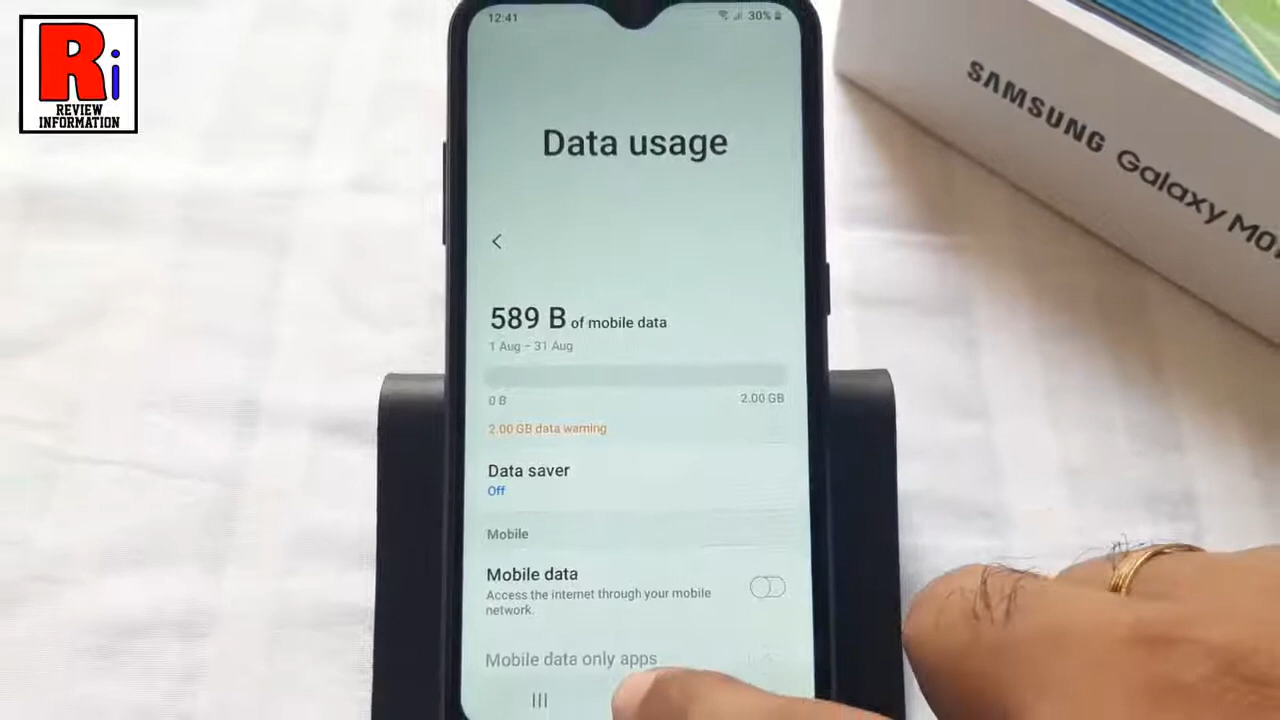 Ri
REVIEW
INFORMATION
12:41
30%
SAMSUNG Galaxy M0
Data usage
589 B of mobile data
1 Aug – 31 Aug
0 B
2.00 GB
2.00 GB data warning
Data saver
Off
Mobile
Mobile data
Access the internet through your mobile
network.
Mobile data only apps